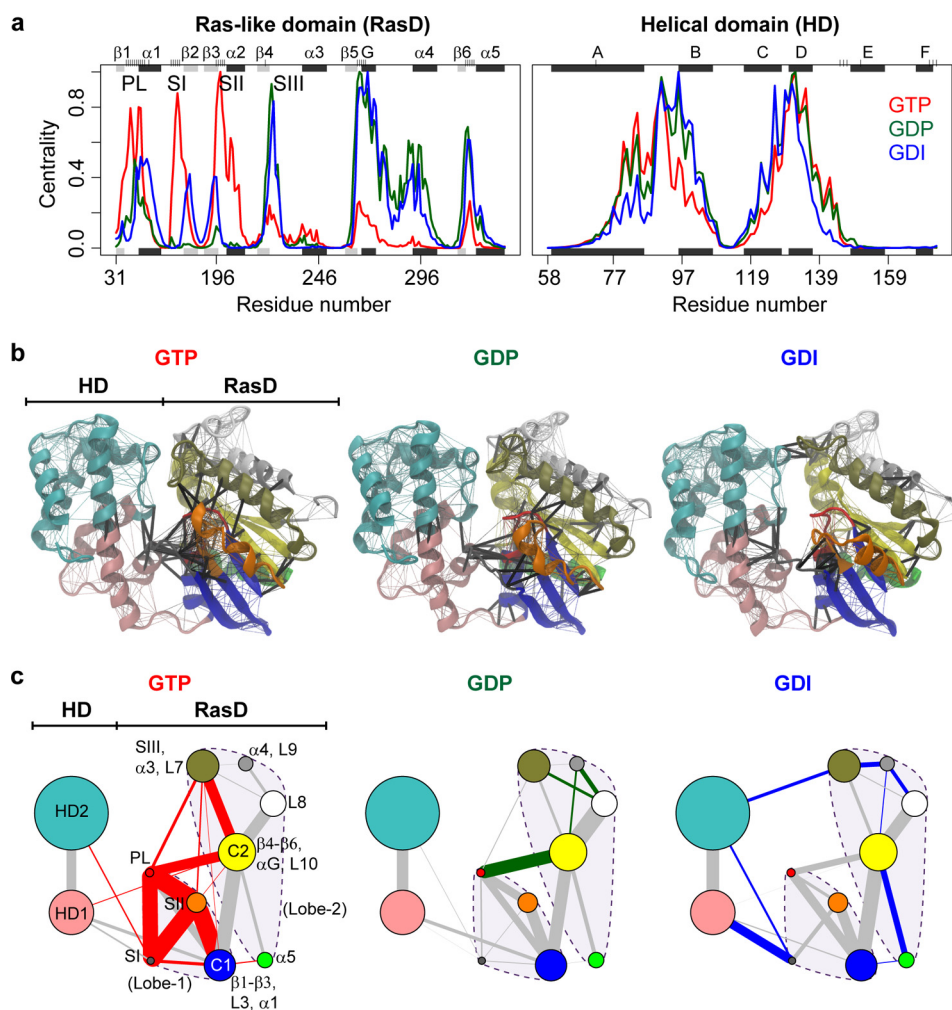 a
Ras-like domain (RasD)
Helical domain (HD)
β1 α1 β2 β3 α2 β4 α3 β5 G α4 β6 α5
A B C D E F
PL SI SII SIII
GTP
GDP
GDI
Centrality
0.0 0.4 0.8
31 196 246 296
58 77 97 119 139 159
Residue number
Residue number
b
GTP
GDP
GDI
HD RasD
c
GTP
GDP
GDI
HD RasD
SIII,
α3, L7
α4, L9
HD2
L8
PL
C2
β4-β6,
αG, L10
HD1
SII
(Lobe-2)
SI
C1
α5
(Lobe-1)
β1-β3,
L3, α1